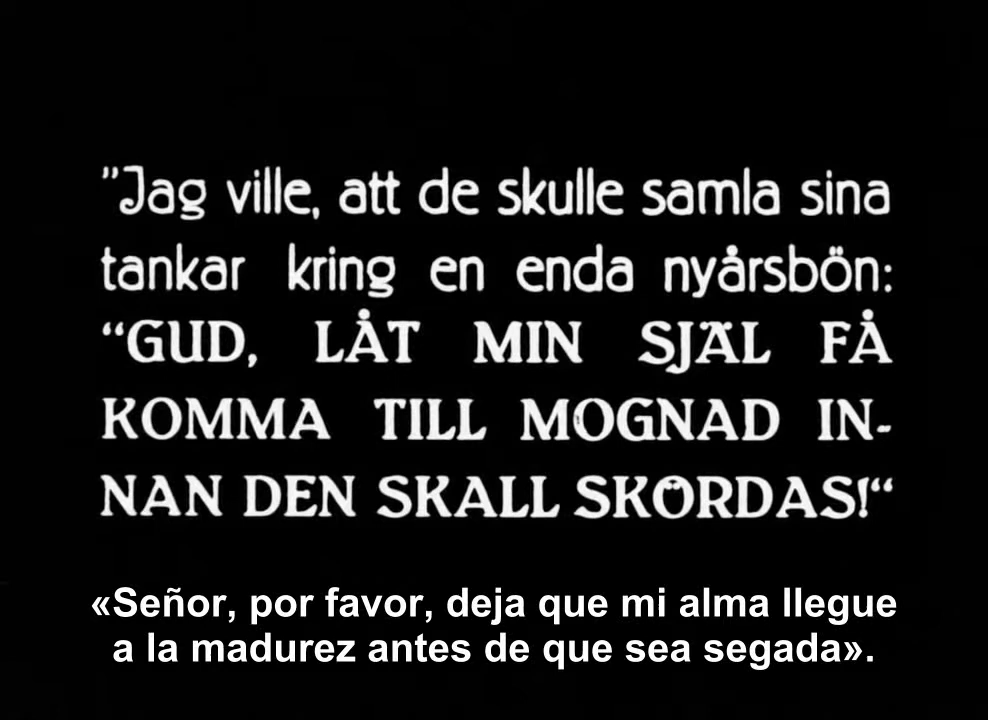 ”Jag ville, att de skulle samla sina
tankar kring en enda nyårsbön:
“GUD, LÅT MIN SJÄL FÅ
KOMMA TILL MOGNAD IN-
NAN DEN SKALL SKÖRDAS!“
«Señor, por favor, deja que mi alma llegue
a la madurez antes de que sea segada».